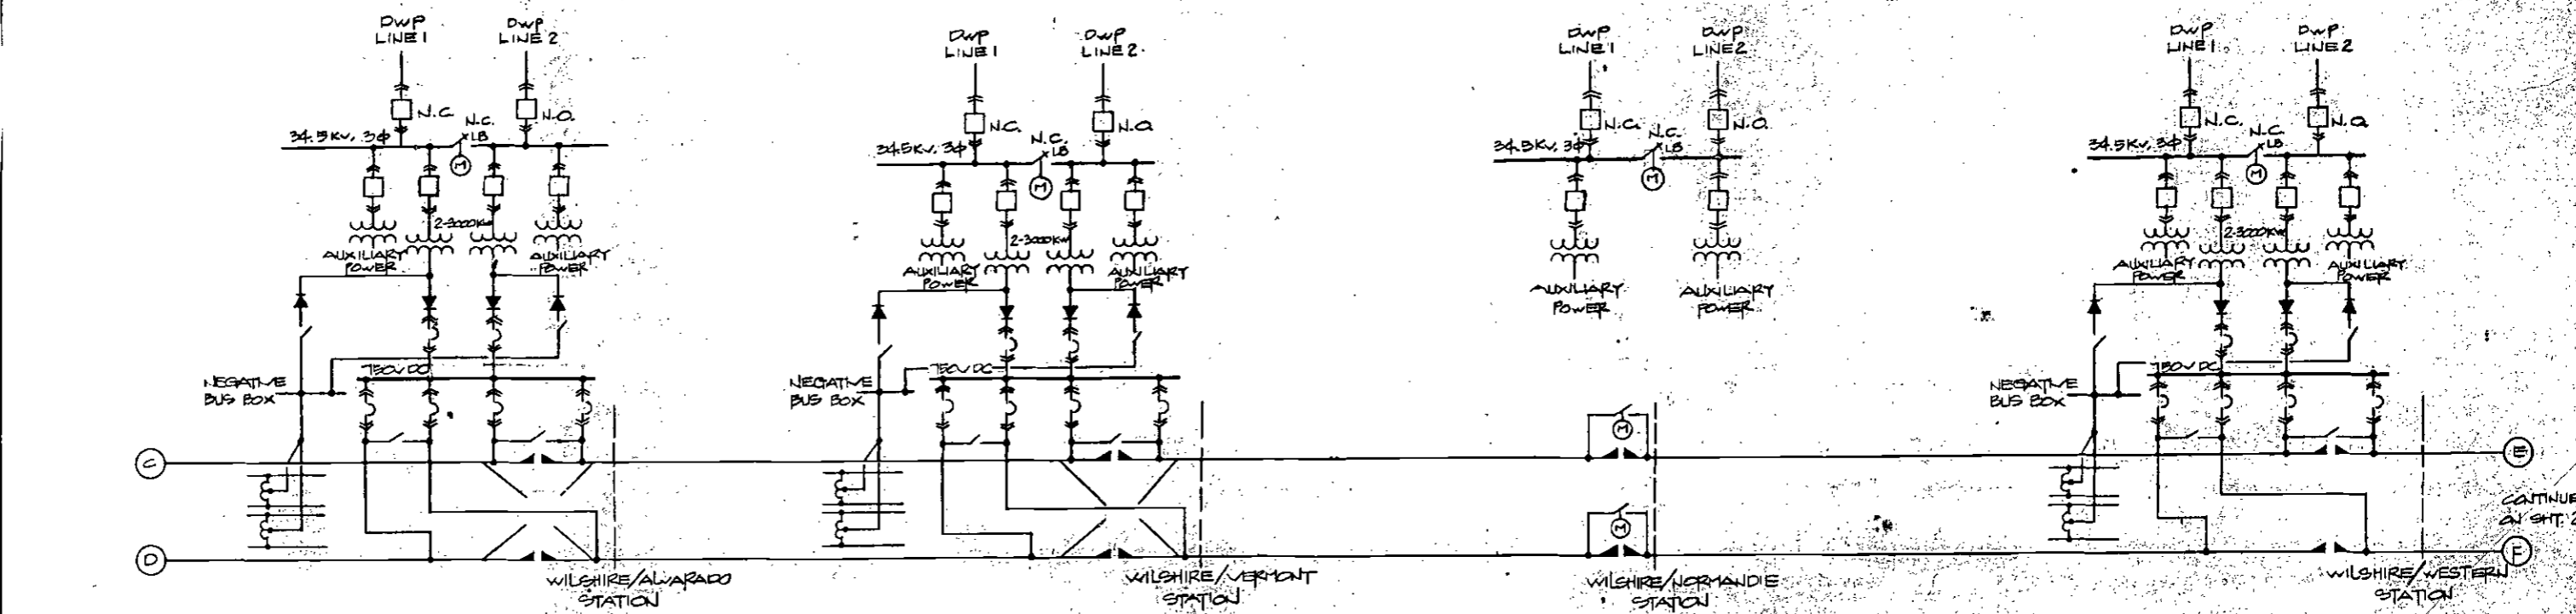 DWP
LINE 1
DWP
LINE 2
N.C.
N.O.
34.5KV, 3Φ
N.C.
LB
M
2-3000KW
AUXILIARY
POWER
AUXILIARY
POWER
750V DC
NEGATIVE
BUS BOX
C
D
WILSHIRE/ALVARADO
STATION
DWP
LINE 1
DWP
LINE 2
N.C.
N.O.
34.5KV, 3Φ
N.C.
LB
M
2-3000KW
AUXILIARY
POWER
AUXILIARY
POWER
750V DC
NEGATIVE
BUS BOX
WILSHIRE/VERMONT
STATION
DWP
LINE 1
DWP
LINE 2
N.C.
N.O.
34.5KV, 3Φ
N.C.
LB
M
AUXILIARY
POWER
AUXILIARY
POWER
M
M
WILSHIRE/NORMANDIE
STATION
DWP
LINE 1
DWP
LINE 2
N.C.
N.O.
34.5KV, 3Φ
N.C.
LB
M
2-3000KW
AUXILIARY
POWER
AUXILIARY
POWER
750V DC
NEGATIVE
BUS BOX
E
CONTINUE
ON SHT. 2
F
WILSHIRE/WESTERN
STATION